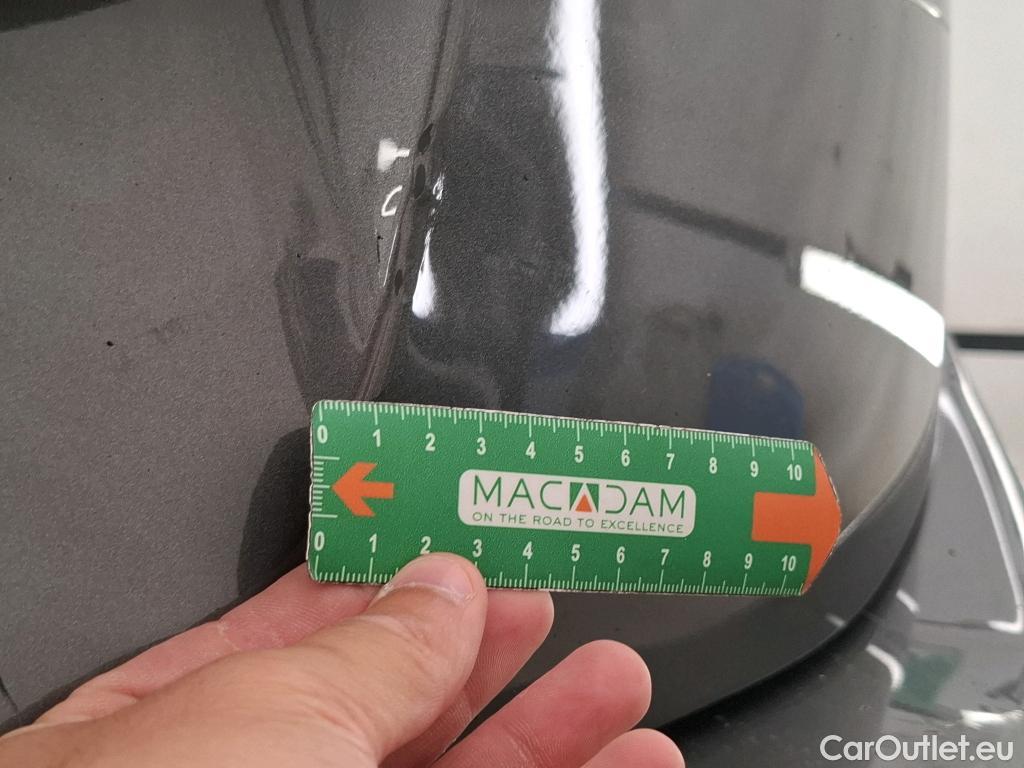 0 1 2 3 4 5 6 7 8 9 10
MACADAM
ON THE ROAD TO EXCELLENCE
0 1 2 3 4 5 6 7 8 9 10
CarOutlet.eu